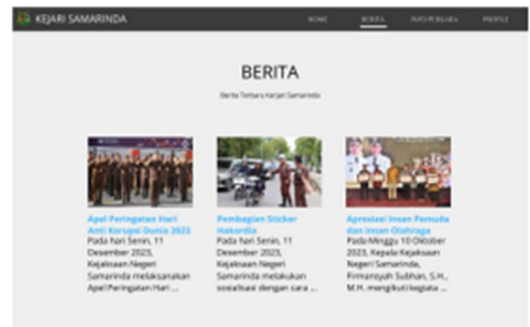 KEJARI SAMARINDA
HOME BERITA INFO PERKARA PROFILE
BERITA
Berita Terbaru Kerjari Samarinda
Apel Peringatan Hari
Anti Korupsi Dunia 2023
Pada hari Senin, 11
Desember 2023,
Kejaksaan Negeri
Samarinda melaksanakan
Apel Peringatan Hari ...
Pembagian Sticker
Hakordia
Pada hari Senin, 11
Desember 2023,
Kejaksaan Negeri
Samarinda melakukan
sosialisasi dengan cara ...
Apresiasi Insan Pemuda
dan Insan Olahraga
Pada Minggu 10 Oktober
2023, Kepala Kejaksaan
Negeri Samarinda,
Firmansyah Subhan, S.H.,
M.H. mengikuti kegiata ...